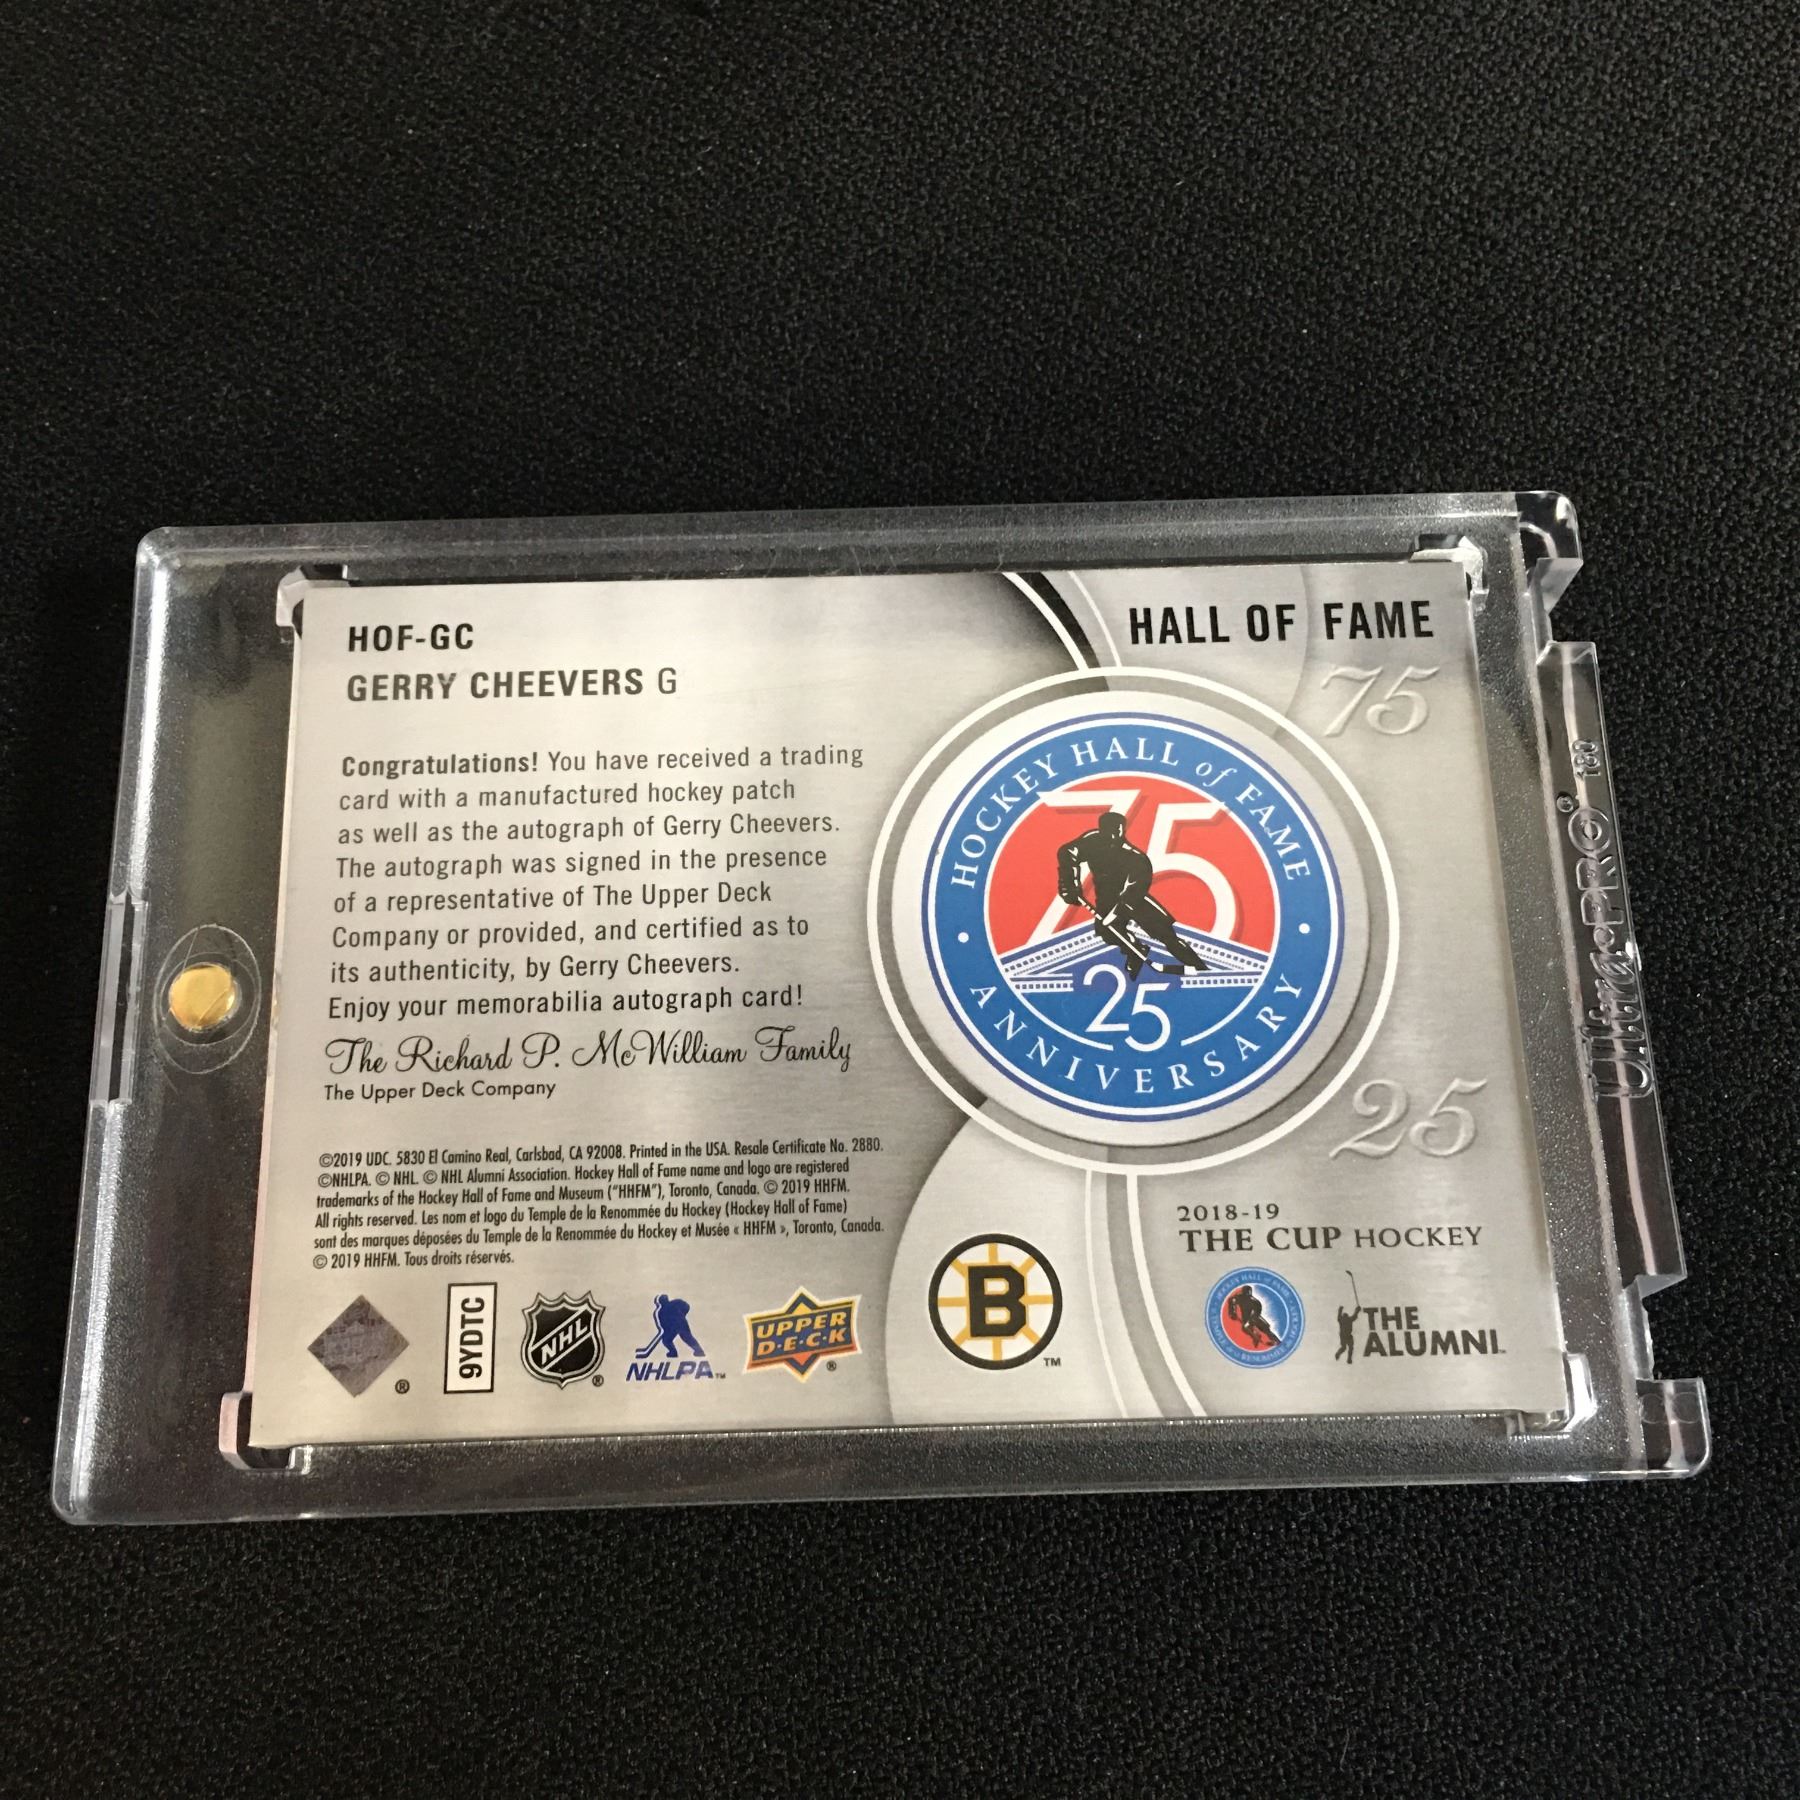 HOF-GC
GERRY CHEEVERS G
HALL OF FAME
75
Congratulations! You have received a trading
card with a manufactured hockey patch
as well as the autograph of Gerry Cheevers.
The autograph was signed in the presence
of a representative of The Upper Deck
Company or provided, and certified as to
its authenticity, by Gerry Cheevers.
Enjoy your memorabilia autograph card!
The Richard P. McWilliam Family
The Upper Deck Company
HOCKEY HALL of FAME
75
25
ANNIVERSARY
25
©2019 UDC. 5830 El Camino Real, Carlsbad, CA 92008. Printed in the USA. Resale Certificate No. 2880.
©NHLPA. © NHL. © NHL Alumni Association. Hockey Hall of Fame name and logo are registered
trademarks of the Hockey Hall of Fame and Museum ("HHFM"), Toronto, Canada. © 2019 HHFM.
All rights reserved. Les nom et logo du Temple de la Renommée du Hockey (Hockey Hall of Fame)
sont des marques déposées du Temple de la Renommée du Hockey et Musée « HHFM », Toronto, Canada.
© 2019 HHFM. Tous droits réservés.
2018-19
THE CUP HOCKEY
®
9YDTC
NHL ®
NHLPA™
UPPER
D·E·C·K ®
B ™
THE
ALUMNI
Ultra·PRO® 180